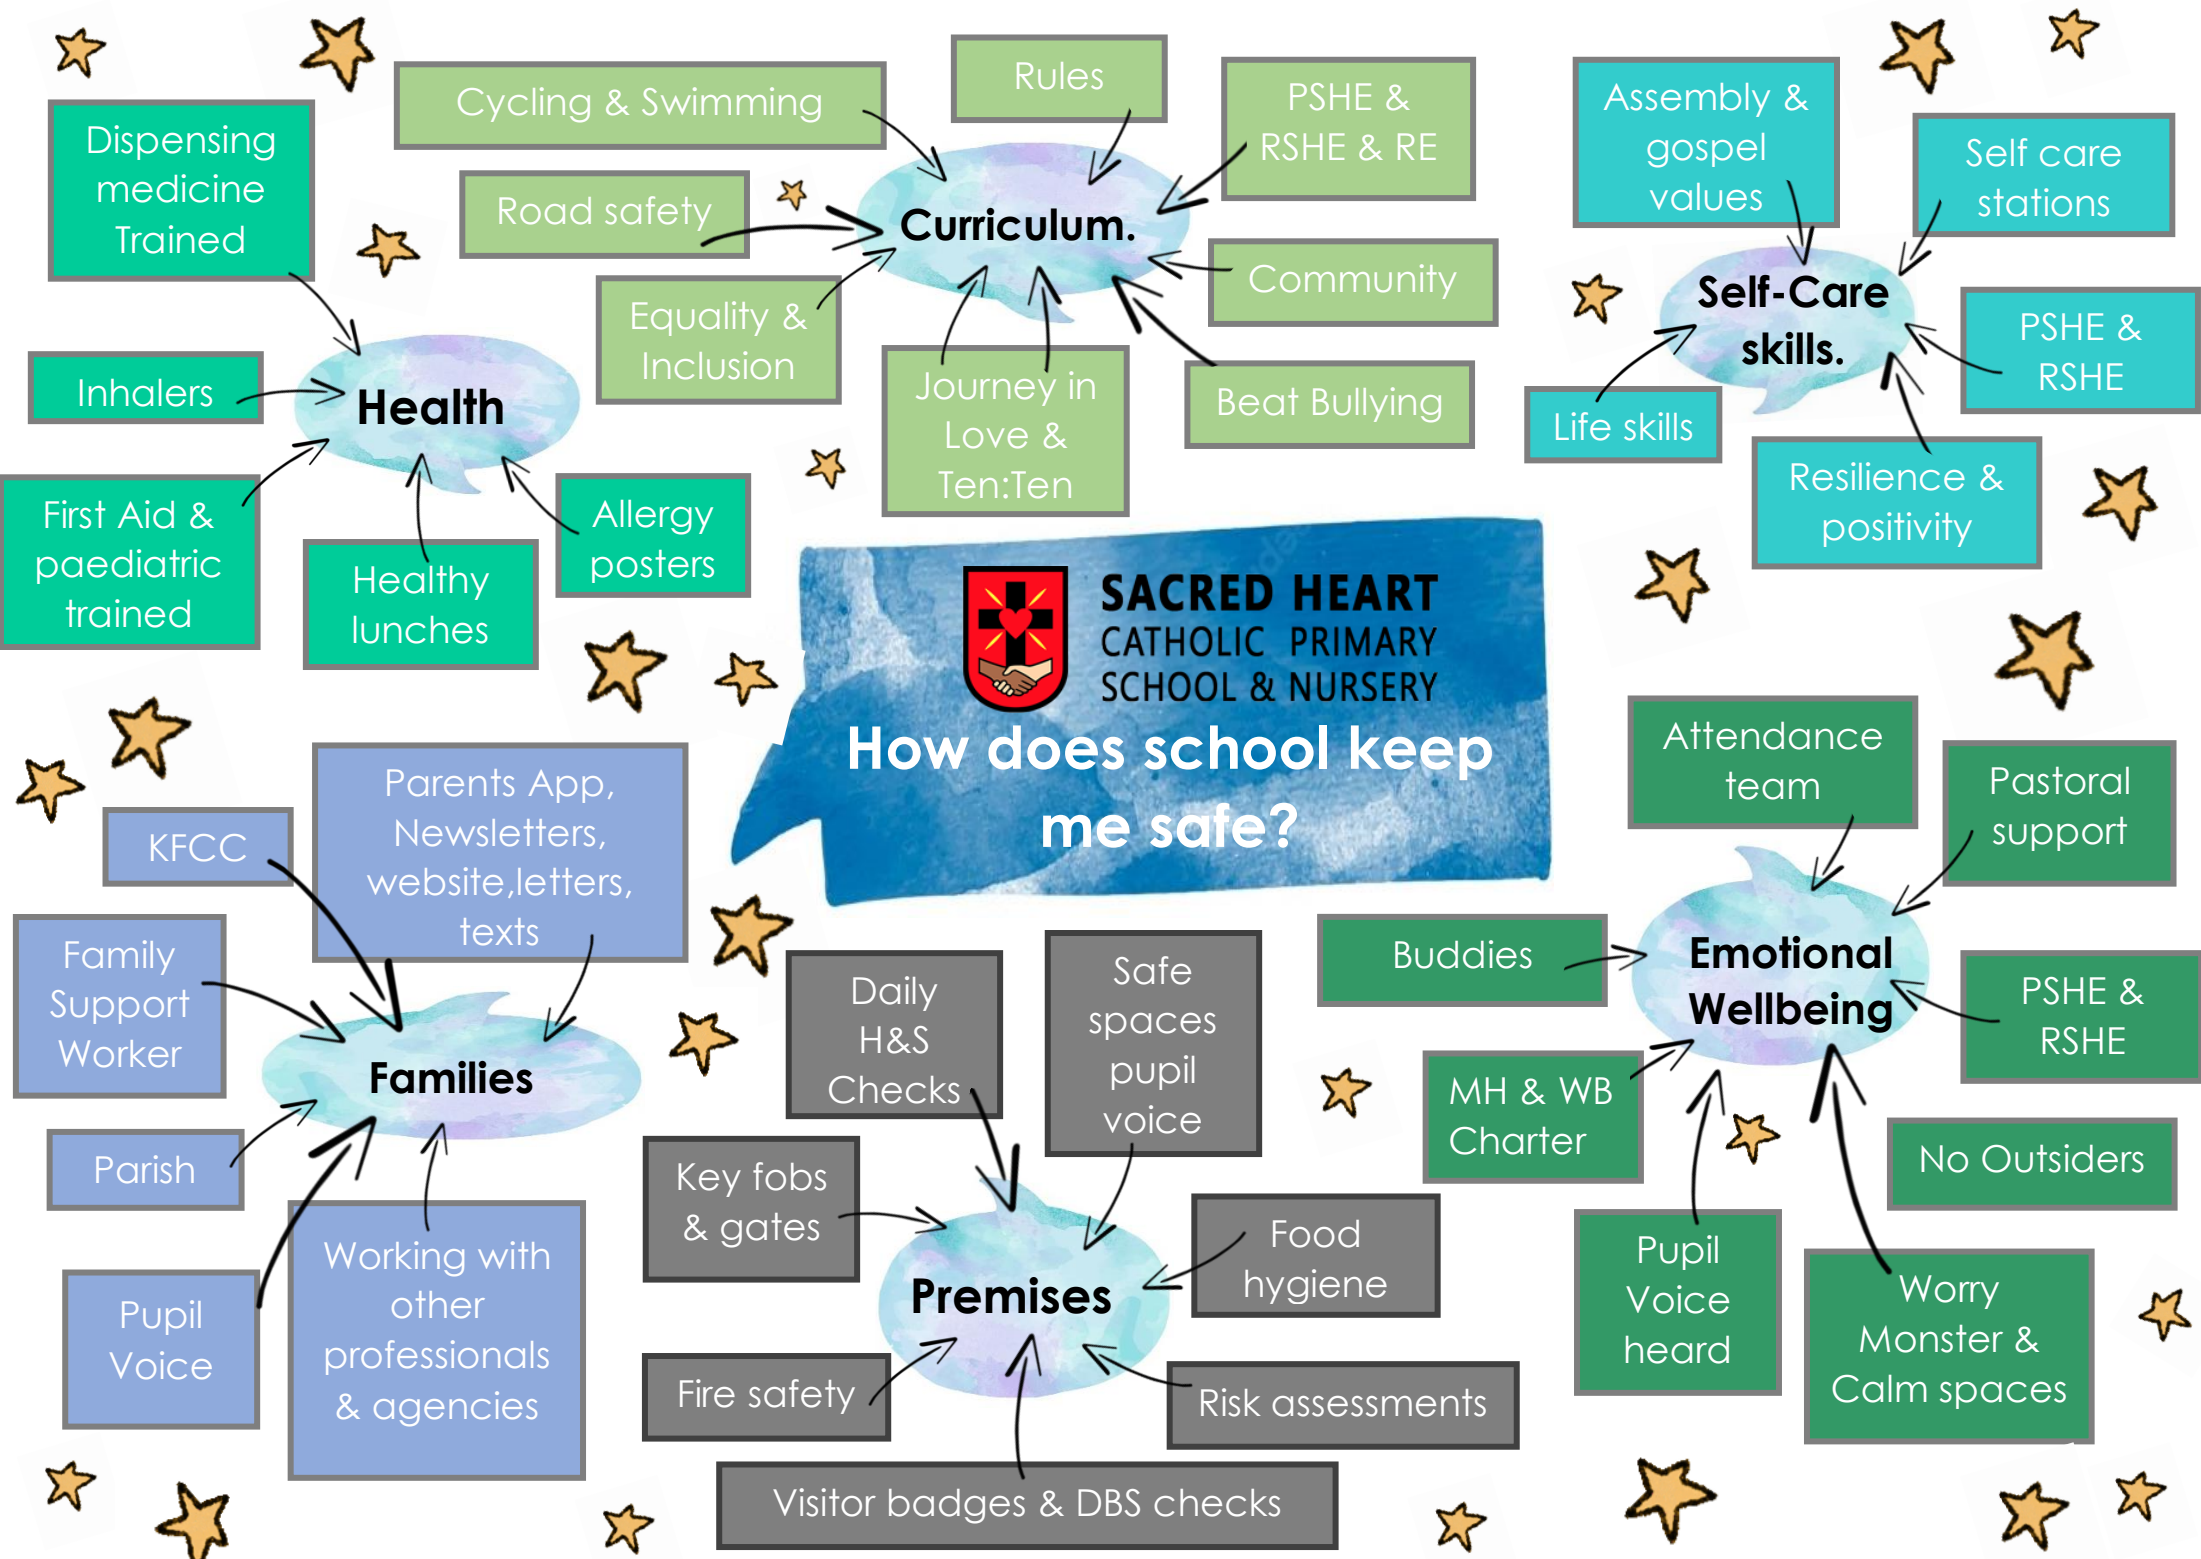 SACRED HEART
CATHOLIC PRIMARY
SCHOOL & NURSERY
How does school keep
me safe?
Health
Dispensing
medicine
Trained
Inhalers
First Aid &
paediatric
trained
Healthy
lunches
Allergy
posters
Curriculum.
Cycling & Swimming
Rules
PSHE &
RSHE & RE
Road safety
Community
Equality &
Inclusion
Journey in
Love &
Ten:Ten
Beat Bullying
Self-Care
skills.
Assembly &
gospel
values
Self care
stations
PSHE &
RSHE
Life skills
Resilience &
positivity
Families
KFCC
Parents App,
Newsletters,
website,letters,
texts
Family
Support
Worker
Parish
Pupil
Voice
Working with
other
professionals
& agencies
Premises
Daily
H&S
Checks
Safe
spaces
pupil
voice
Key fobs
& gates
Food
hygiene
Fire safety
Risk assessments
Visitor badges & DBS checks
Emotional
Wellbeing
Attendance
team
Pastoral
support
Buddies
PSHE &
RSHE
MH & WB
Charter
No Outsiders
Pupil
Voice
heard
Worry
Monster &
Calm spaces